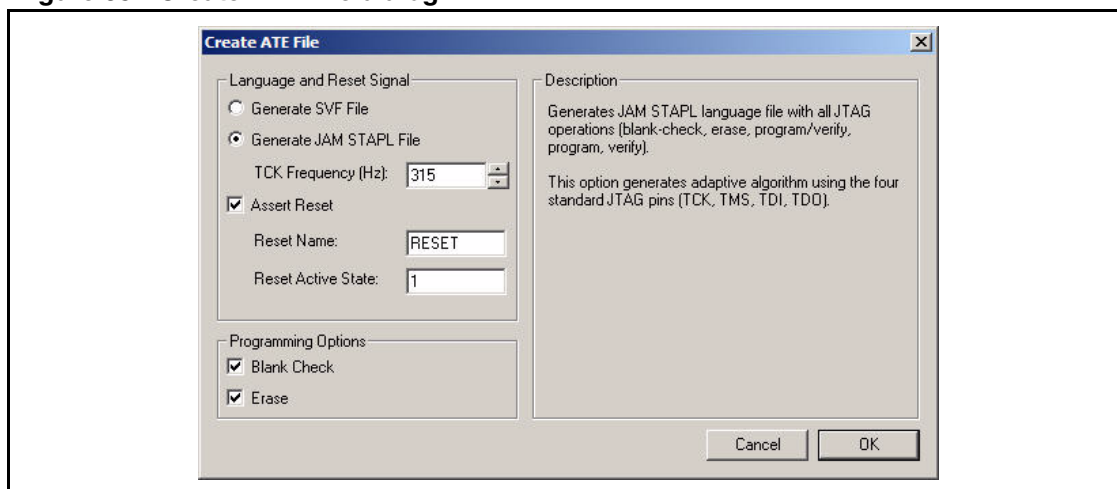 Create ATE File
Language and Reset Signal
Generate SVF File
Generate JAM STAPL File
TCK Frequency (Hz): 315
Assert Reset
Reset Name: RESET
Reset Active State: 1
Programming Options
Blank Check
Erase
Description
Generates JAM STAPL language file with all JTAG
operations (blank-check, erase, program/verify,
program, verify).
This option generates adaptive algorithm using the four
standard JTAG pins (TCK, TMS, TDI, TDO).
Cancel OK